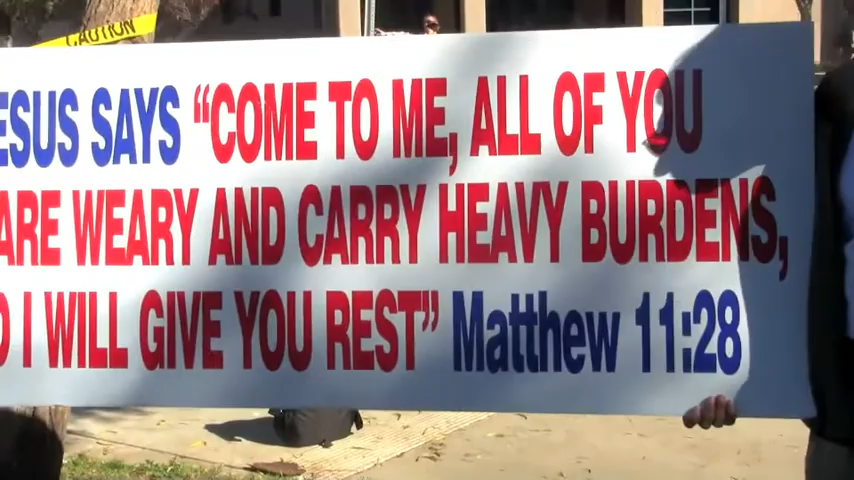 CAUTION
ESUS SAYS “COME TO ME, ALL OF YOU
ARE WEARY AND CARRY HEAVY BURDENS,
D I WILL GIVE YOU REST” Matthew 11:28